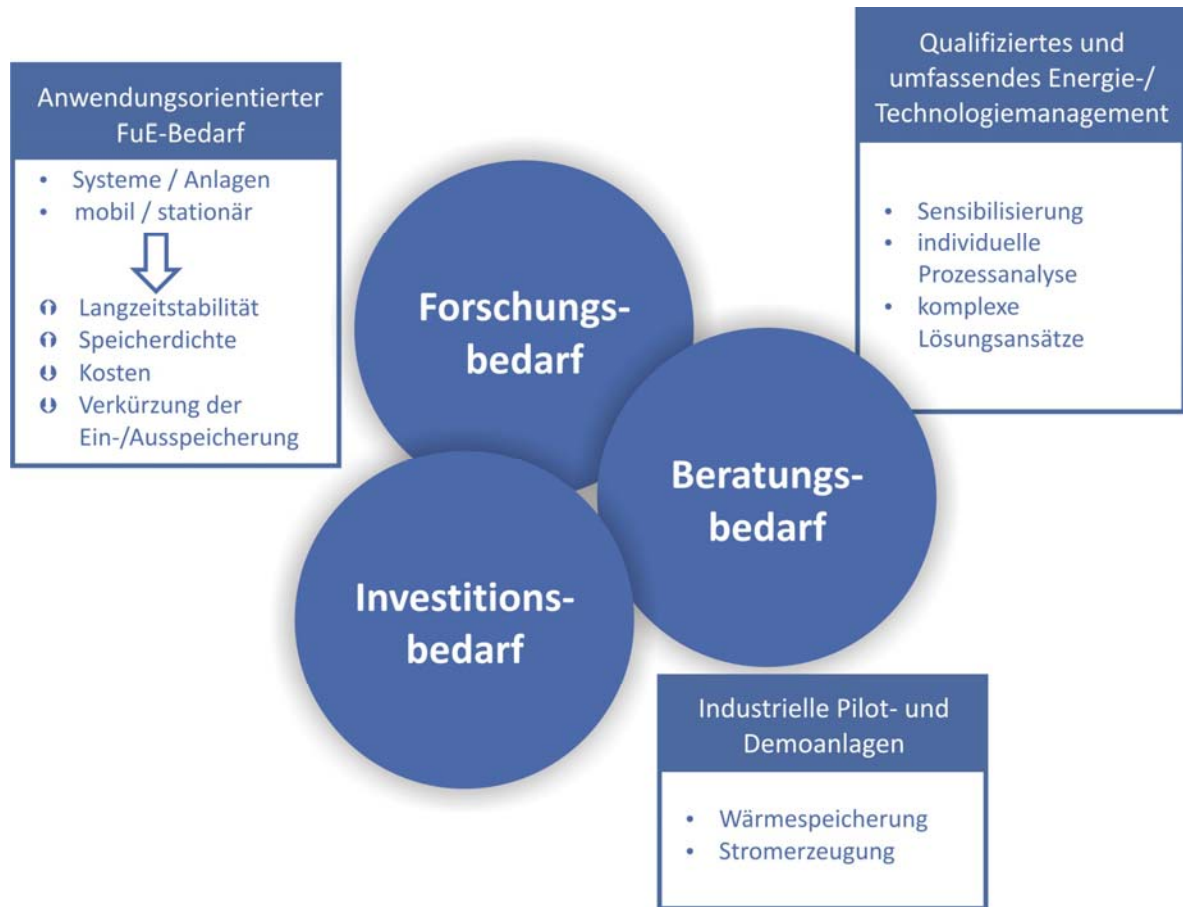 Anwendungsorientierter
FuE-Bedarf
• Systeme / Anlagen
• mobil / stationär
Langzeitstabilität
Speicherdichte
Kosten
Verkürzung der
Ein-/Ausspeicherung
Qualifiziertes und
umfassendes Energie-/
Technologiemanagement
• Sensibilisierung
• individuelle
Prozessanalyse
• komplexe
Lösungsansätze
Forschungs-
bedarf
Beratungs-
bedarf
Investitions-
bedarf
Industrielle Pilot- und
Demoanlagen
• Wärmespeicherung
• Stromerzeugung